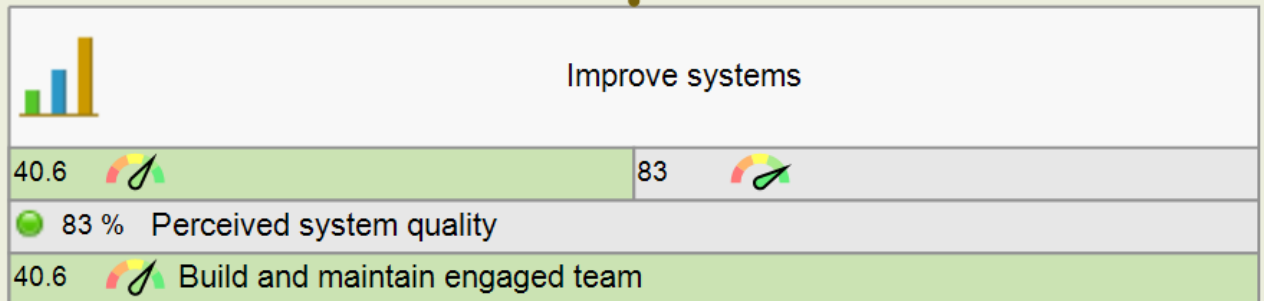 Improve systems
40.6 83
83 % Perceived system quality
40.6 Build and maintain engaged team